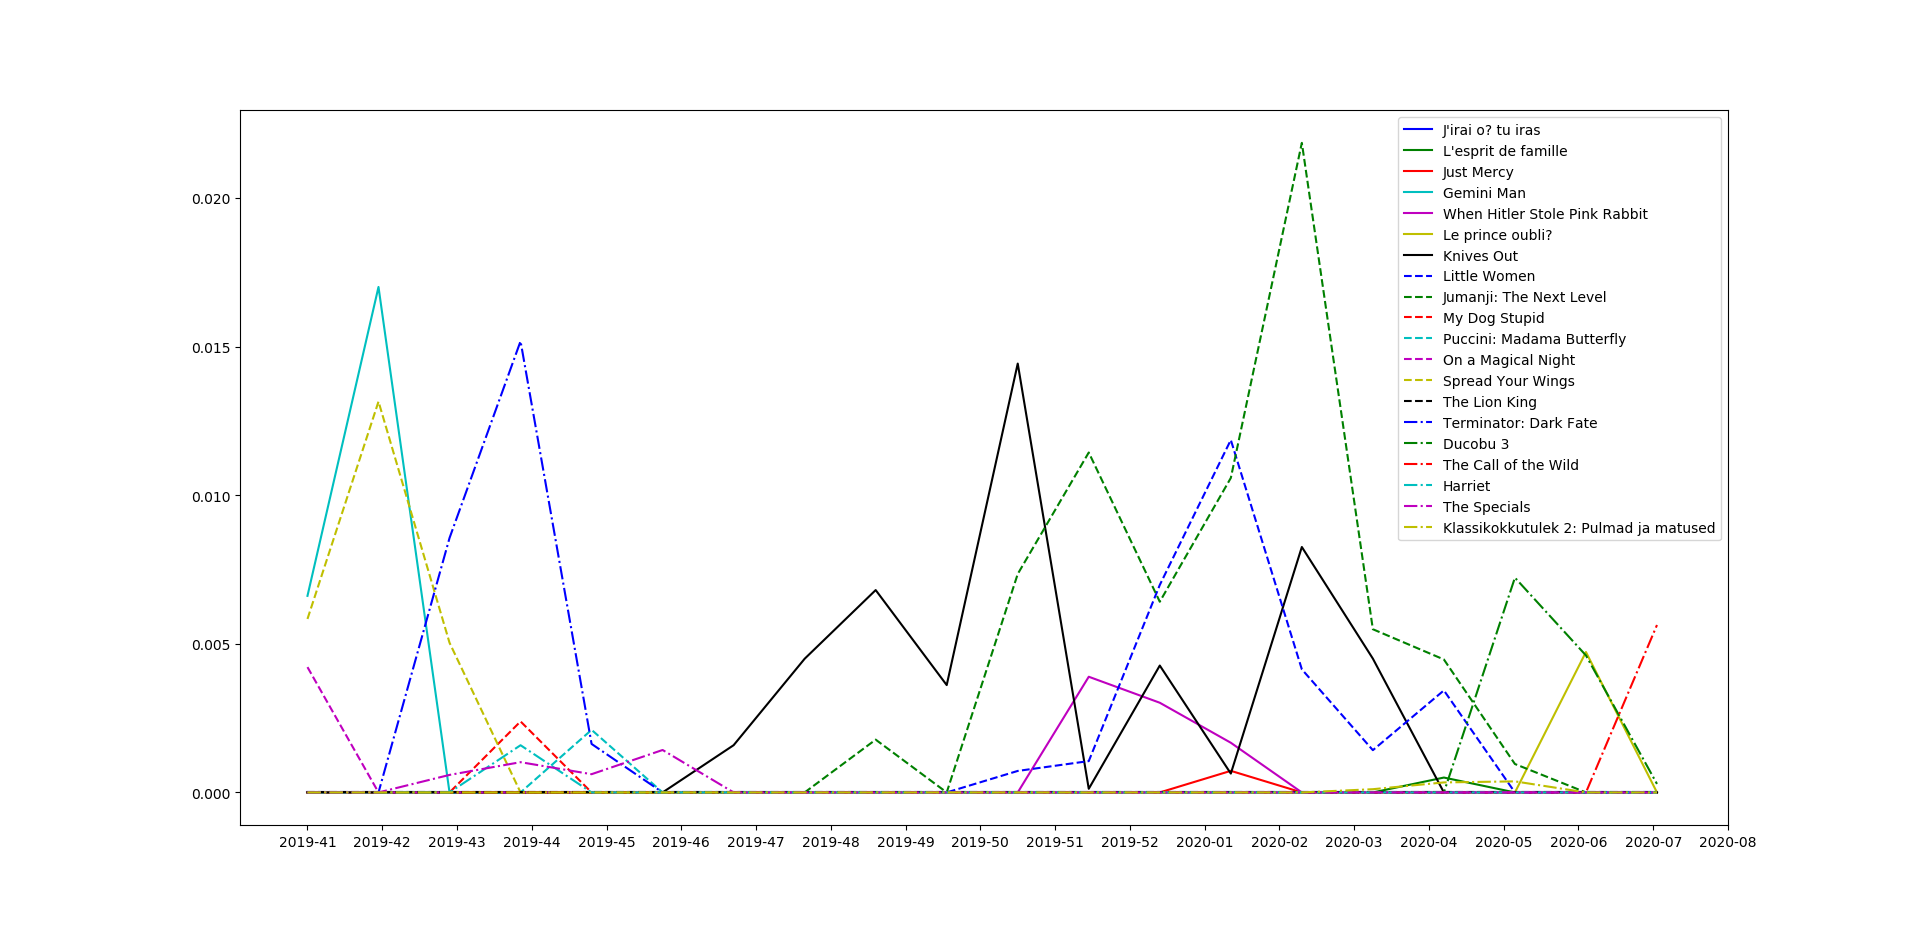 0.020
0.015
0.010
0.005
0.000
2019-41 2019-42 2019-43 2019-44 2019-45 2019-46 2019-47 2019-48 2019-49 2019-50 2019-51 2019-52 2020-01 2020-02 2020-03 2020-04 2020-05 2020-06 2020-07 2020-08
J'irai o? tu iras
L'esprit de famille
Just Mercy
Gemini Man
When Hitler Stole Pink Rabbit
Le prince oubli?
Knives Out
Little Women
Jumanji: The Next Level
My Dog Stupid
Puccini: Madama Butterfly
On a Magical Night
Spread Your Wings
The Lion King
Terminator: Dark Fate
Ducobu 3
The Call of the Wild
Harriet
The Specials
Klassikokkutulek 2: Pulmad ja matused